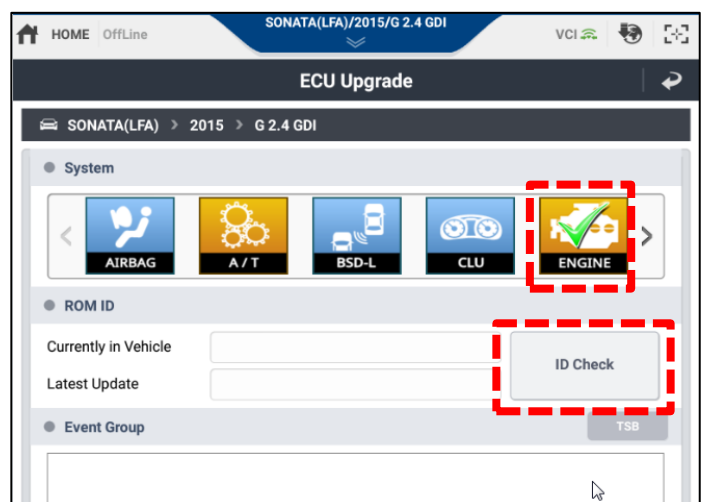 HOME OffLine SONATA(LFA)/2015/G 2.4 GDI VCI
ECU Upgrade
SONATA(LFA) > 2015 > G 2.4 GDI
System
AIRBAG A/T BSD-L CLU ENGINE
ROM ID
Currently in Vehicle
ID Check
Latest Update
Event Group TSB